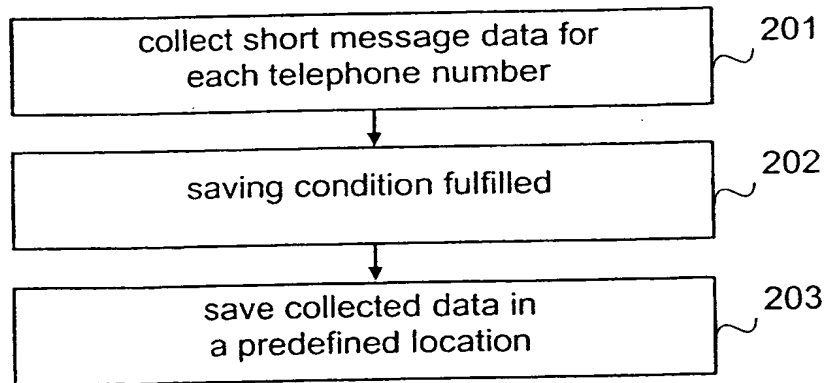 collect short message data for
each telephone number
201
saving condition fulfilled
202
save collected data in
a predefined location
203